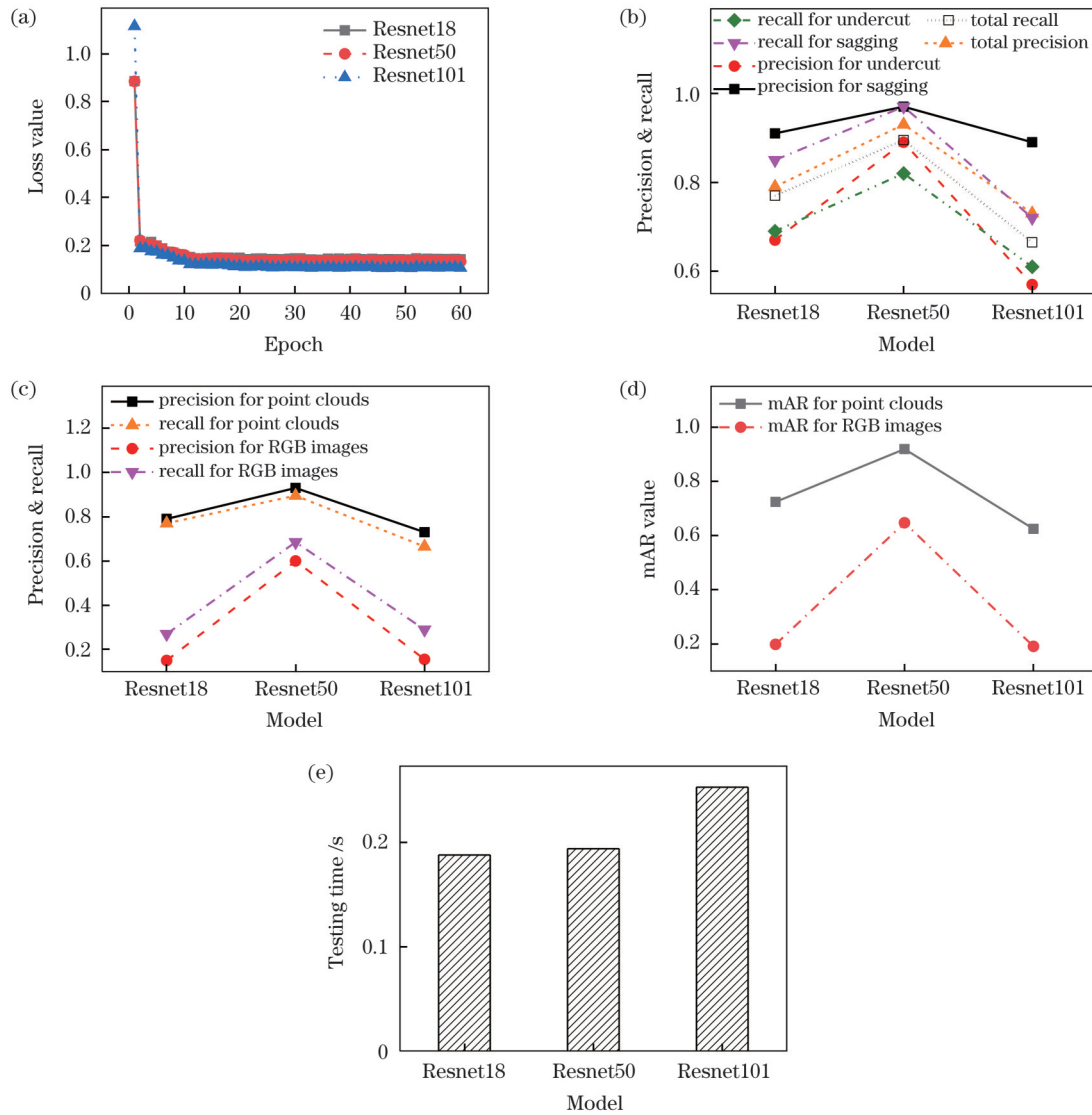 (a)
Resnet18
Resnet50
Resnet101
1.0
0.8
0.6
0.4
0.2
0
Loss value
0 10 20 30 40 50 60
Epoch
(b)
recall for undercut total recall
recall for sagging total precision
precision for undercut
precision for sagging
1.0
0.8
0.6
Precision & recall
Resnet18 Resnet50 Resnet101
Model
(c)
precision for point clouds
recall for point clouds
precision for RGB images
recall for RGB images
1.2
1.0
0.8
0.6
0.4
0.2
Precision & recall
Resnet18 Resnet50 Resnet101
Model
(d)
mAR for point clouds
mAR for RGB images
1.0
0.8
0.6
0.4
0.2
mAR value
Resnet18 Resnet50 Resnet101
Model
(e)
0.2
0.1
0
Testing time /s
Resnet18 Resnet50 Resnet101
Model